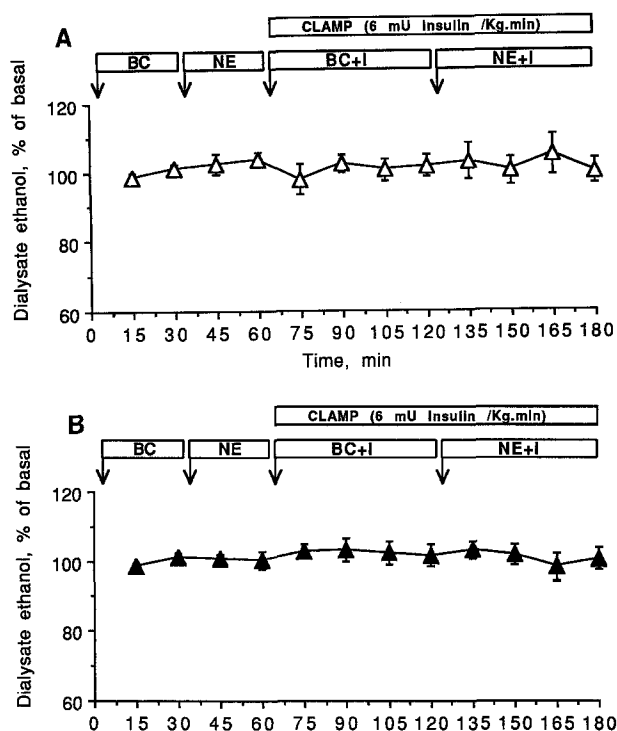 A
CLAMP (6 mU Insulin /Kg.min)
BC NE BC+I NE+I
Dialysate ethanol, % of basal
120
100
80
60
0 15 30 45 60 75 90 105 120 135 150 165 180
Time, min
B
CLAMP (6 mU Insulin /Kg.min)
BC NE BC+I NE+I
Dialysate ethanol, % of basal
120
100
80
60
0 15 30 45 60 75 90 105 120 135 150 165 180